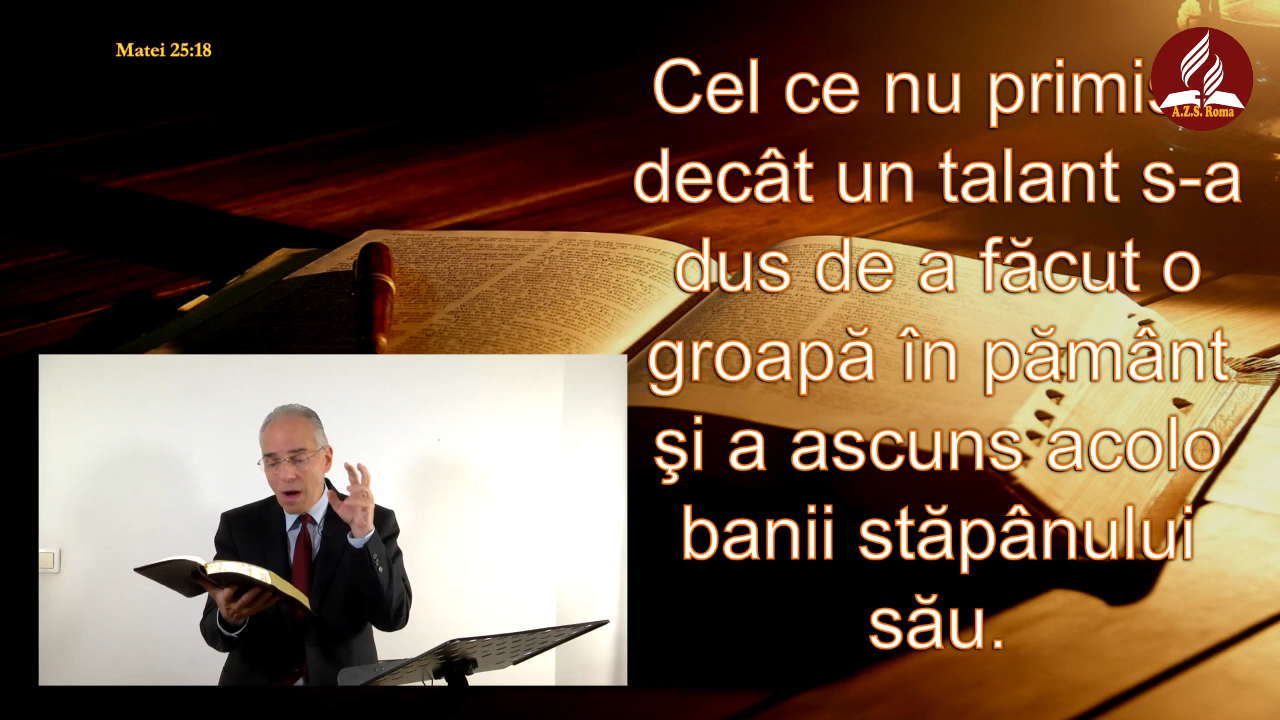 Matei 25:18
Cel ce nu primis
decât un talant s-a
dus de a făcut o
groapă în pământ
şi a ascuns acolo
banii stăpânului
său.
A.Z.S. Roma